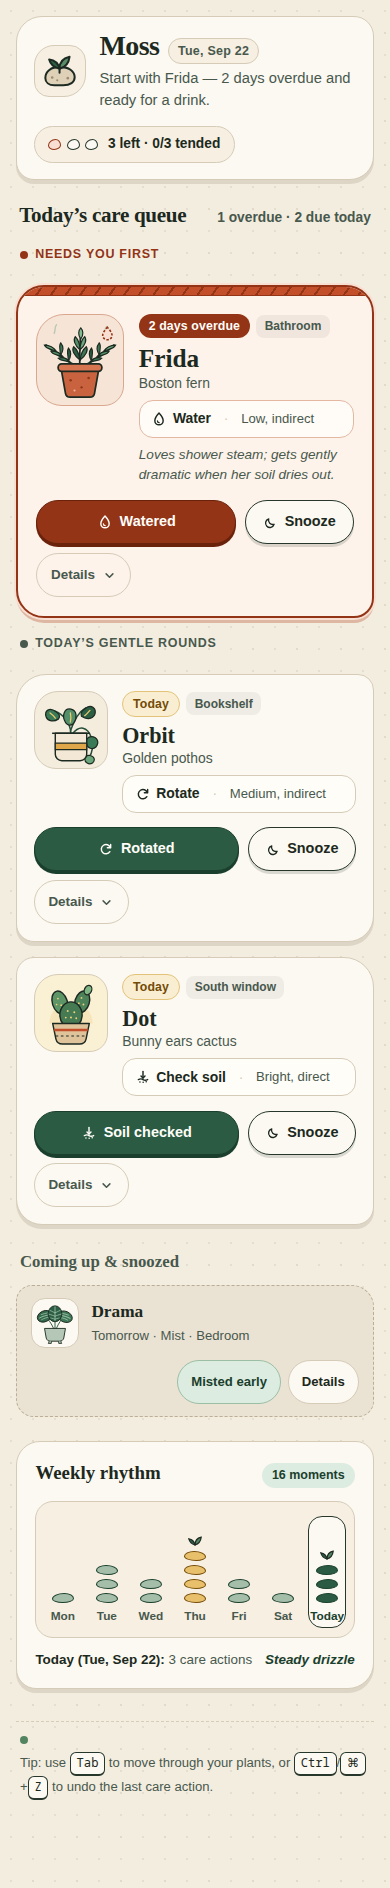 Moss Tue, Sep 22
Start with Frida — 2 days overdue and
ready for a drink.
3 left · 0/3 tended
Today’s care queue 1 overdue · 2 due today
NEEDS YOU FIRST
2 days overdue Bathroom
Frida
Boston fern
Water · Low, indirect
Loves shower steam; gets gently
dramatic when her soil dries out.
Watered Snooze
Details
TODAY’S GENTLE ROUNDS
Today Bookshelf
Orbit
Golden pothos
Rotate · Medium, indirect
Rotated Snooze
Details
Today South window
Dot
Bunny ears cactus
Check soil · Bright, direct
Soil checked Snooze
Details
Coming up & snoozed
Drama
Tomorrow · Mist · Bedroom
Misted early Details
Weekly rhythm 16 moments
Mon Tue Wed Thu Fri Sat Today
Today (Tue, Sep 22): 3 care actions Steady drizzle
Tip: use Tab to move through your plants, or Ctrl/⌘
+Z to undo the last care action.